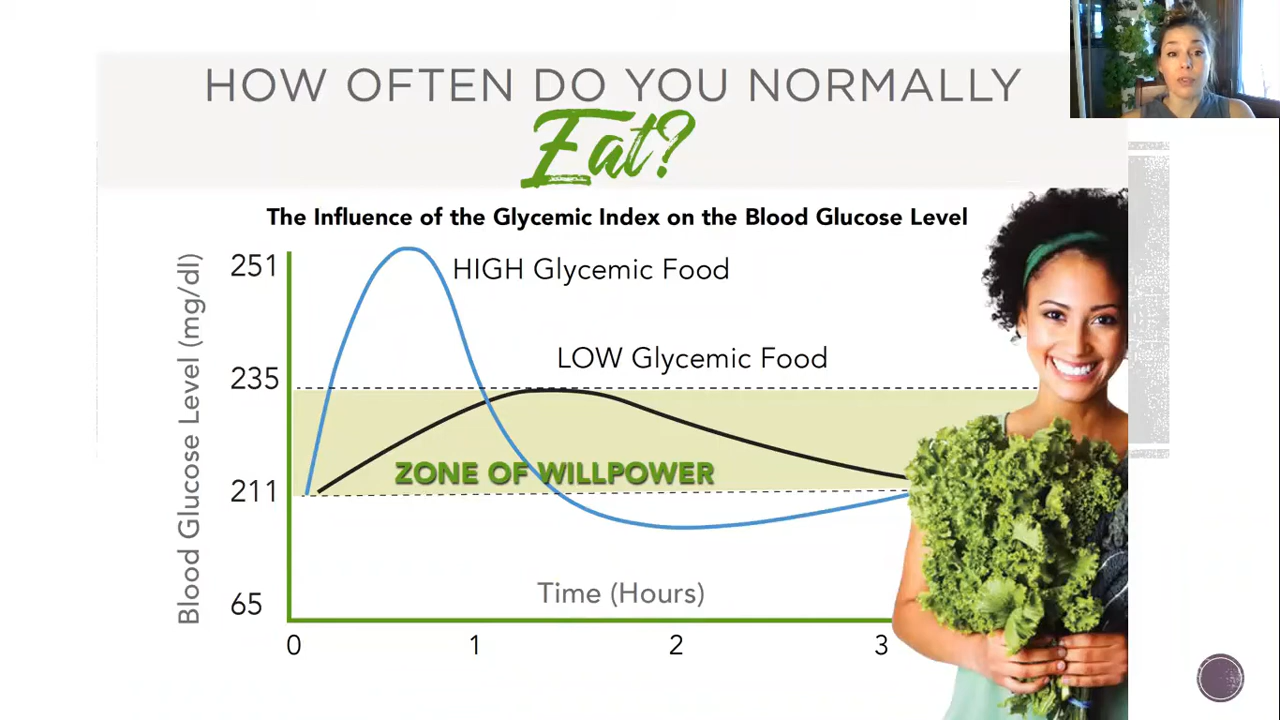 HOW OFTEN DO YOU NORMALLY
Eat?
The Influence of the Glycemic Index on the Blood Glucose Level
Blood Glucose Level (mg/dl)
251
HIGH Glycemic Food
LOW Glycemic Food
235
ZONE OF WILLPOWER
211
Time (Hours)
65
0 1 2 3